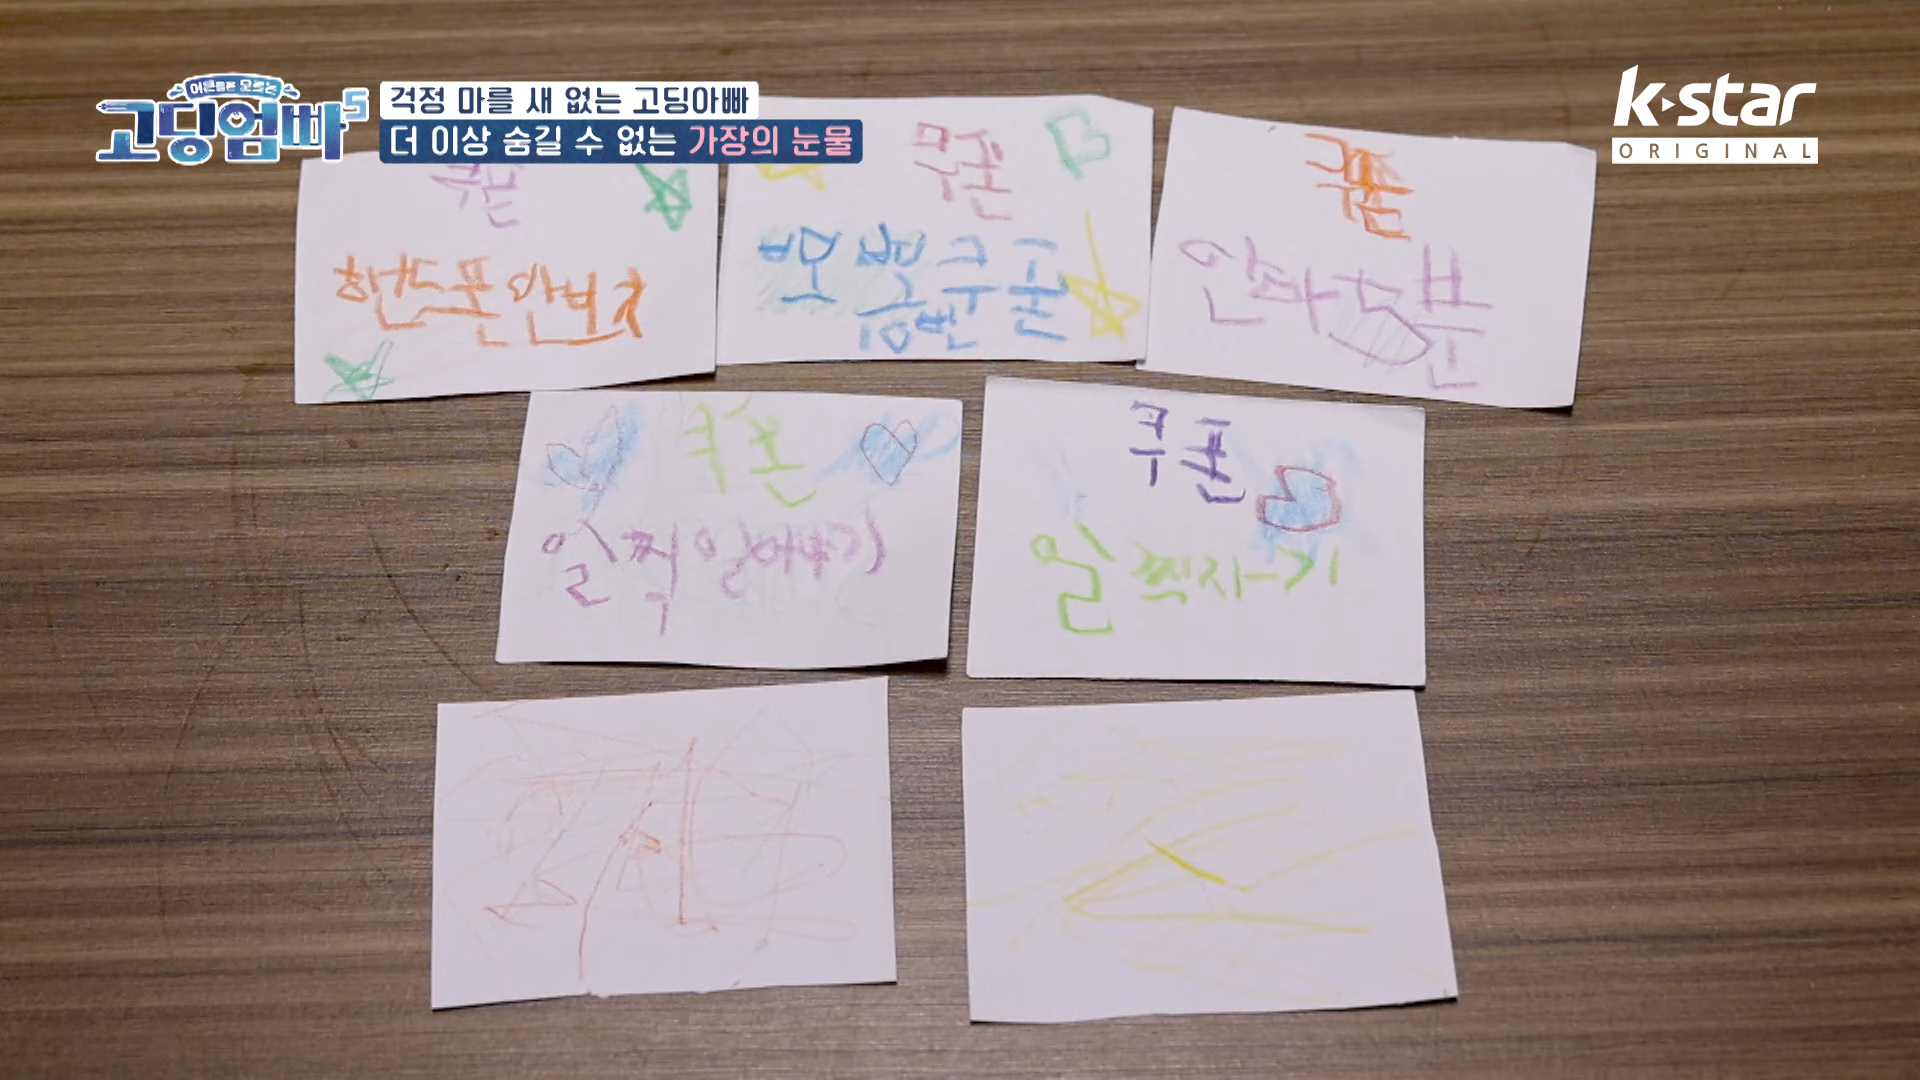 어른들은 모르는
고딩엄빠5
걱정 마를 새 없는 고딩아빠
더 이상 숨길 수 없는 가장의 눈물
k star
ORIGINAL
쿠폰
핸드폰 안보기
쿠폰
뽀뽀
쿠폰
쿠폰
안마
쿠폰
일찍 일어나기
쿠폰
일찍자기